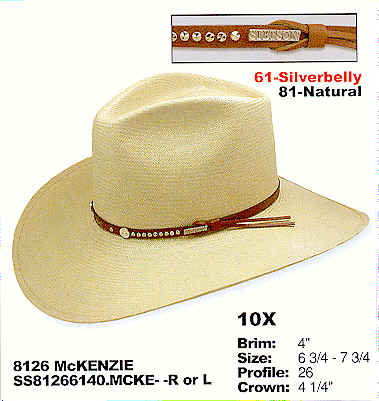 STETSON
61-Silverbelly
81-Natural
10X
Brim: 4"
Size: 6 3/4 - 7 3/4
Profile: 26
Crown: 4 1/4"
8126 McKENZIE
SS81266140.MCKE- -R or L